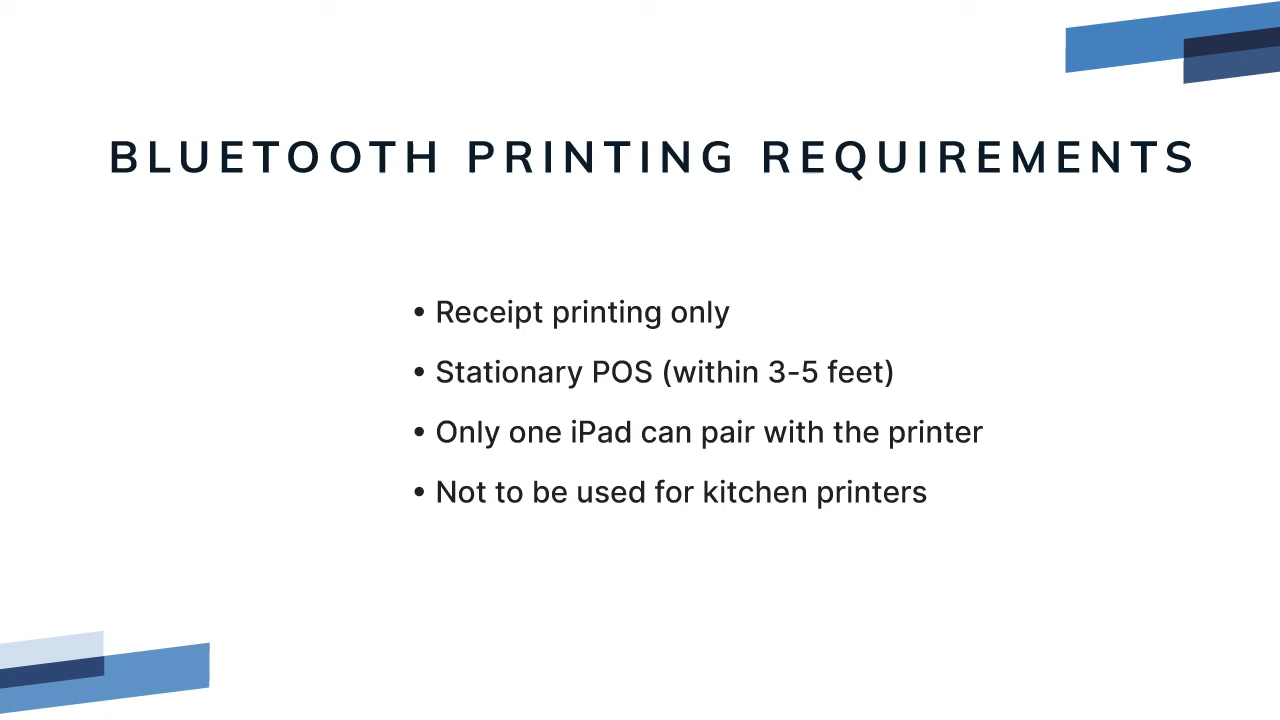 BLUETOOTH PRINTING REQUIREMENTS
• Receipt printing only
• Stationary POS (within 3-5 feet)
• Only one iPad can pair with the printer
• Not to be used for kitchen printers